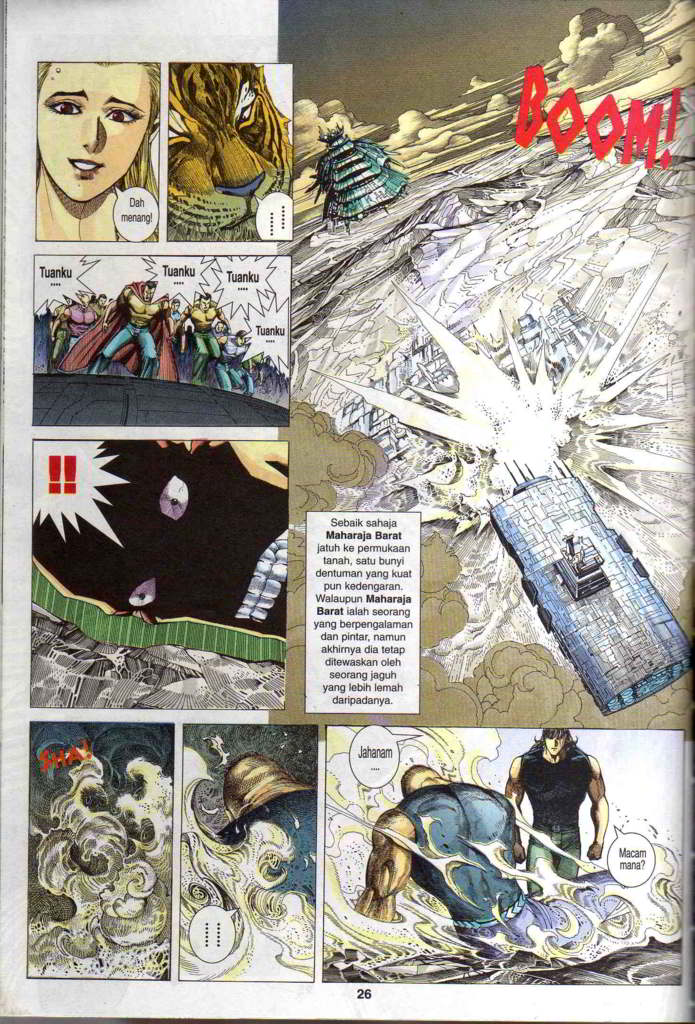 BOOM!
Dah
menang!
....
Tuanku
....
Tuanku
....
Tuanku
....
Tuanku
....
!!
Sebaik sahaja
Maharaja Barat
jatuh ke permukaan
tanah, satu bunyi
dentuman yang kuat
pun kedengaran.
Walaupun Maharaja
Barat ialah seorang
yang berpengalaman
dan pintar, namun
akhirnya dia tetap
ditewaskan oleh
seorang jaguh
yang lebih lemah
daripadanya.
SHA!
....
Jahanam
....
Macam
mana?
26